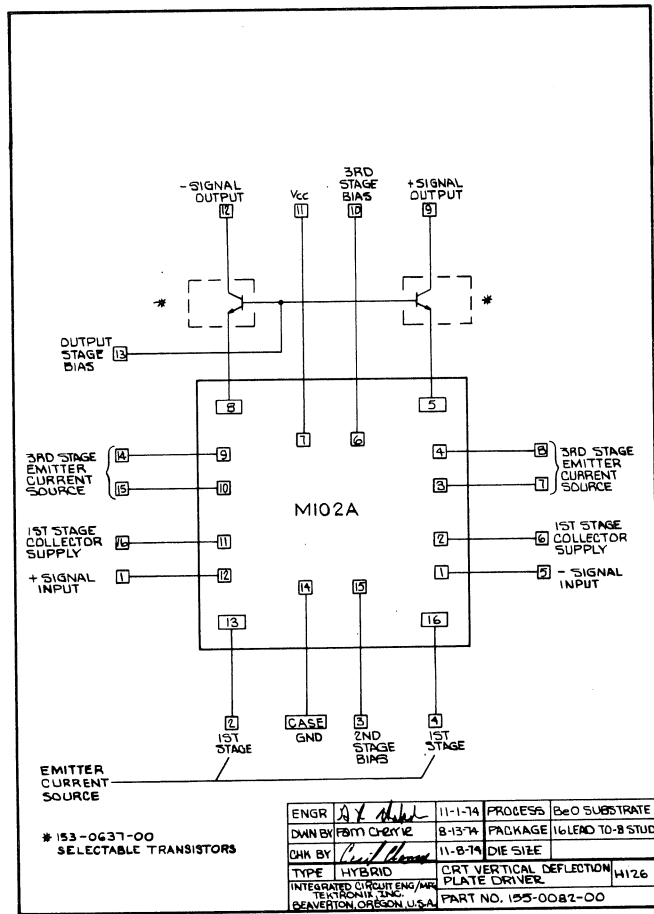 3RD
STAGE
BIAS
-SIGNAL
OUTPUT
VCC
+SIGNAL
OUTPUT
12
11
10
9
*
*
OUTPUT
STAGE
BIAS
13
8
5
7
6
3RD STAGE
EMITTER
CURRENT
SOURCE
14
15
9
10
4
3
8
7
3RD STAGE
EMITTER
CURRENT
SOURCE
M102A
1ST STAGE
COLLECTOR
SUPPLY
16
11
2
6
1ST STAGE
COLLECTOR
SUPPLY
+ SIGNAL
INPUT
1
12
1
5
- SIGNAL
INPUT
14
15
13
16
2
1ST
STAGE
CASE
GND
3
2ND
STAGE
BIAS
4
1ST
STAGE
EMITTER
CURRENT
SOURCE
* 153-0637-00
SELECTABLE TRANSISTORS
ENGR 11-1-74 PROCESS BeO SUBSTRATE
DWN BY 8-13-74 PACKAGE 16 LEAD TO-8 STUD
CHK BY 11-8-74 DIE SIZE
TYPE HYBRID
CRT VERTICAL DEFLECTION
PLATE DRIVER
H126
INTEGRATED CIRCUIT ENG/MFG
TEKTRONIX, INC.
BEAVERTON, OREGON, U.S.A.
PART NO. 155-0082-00